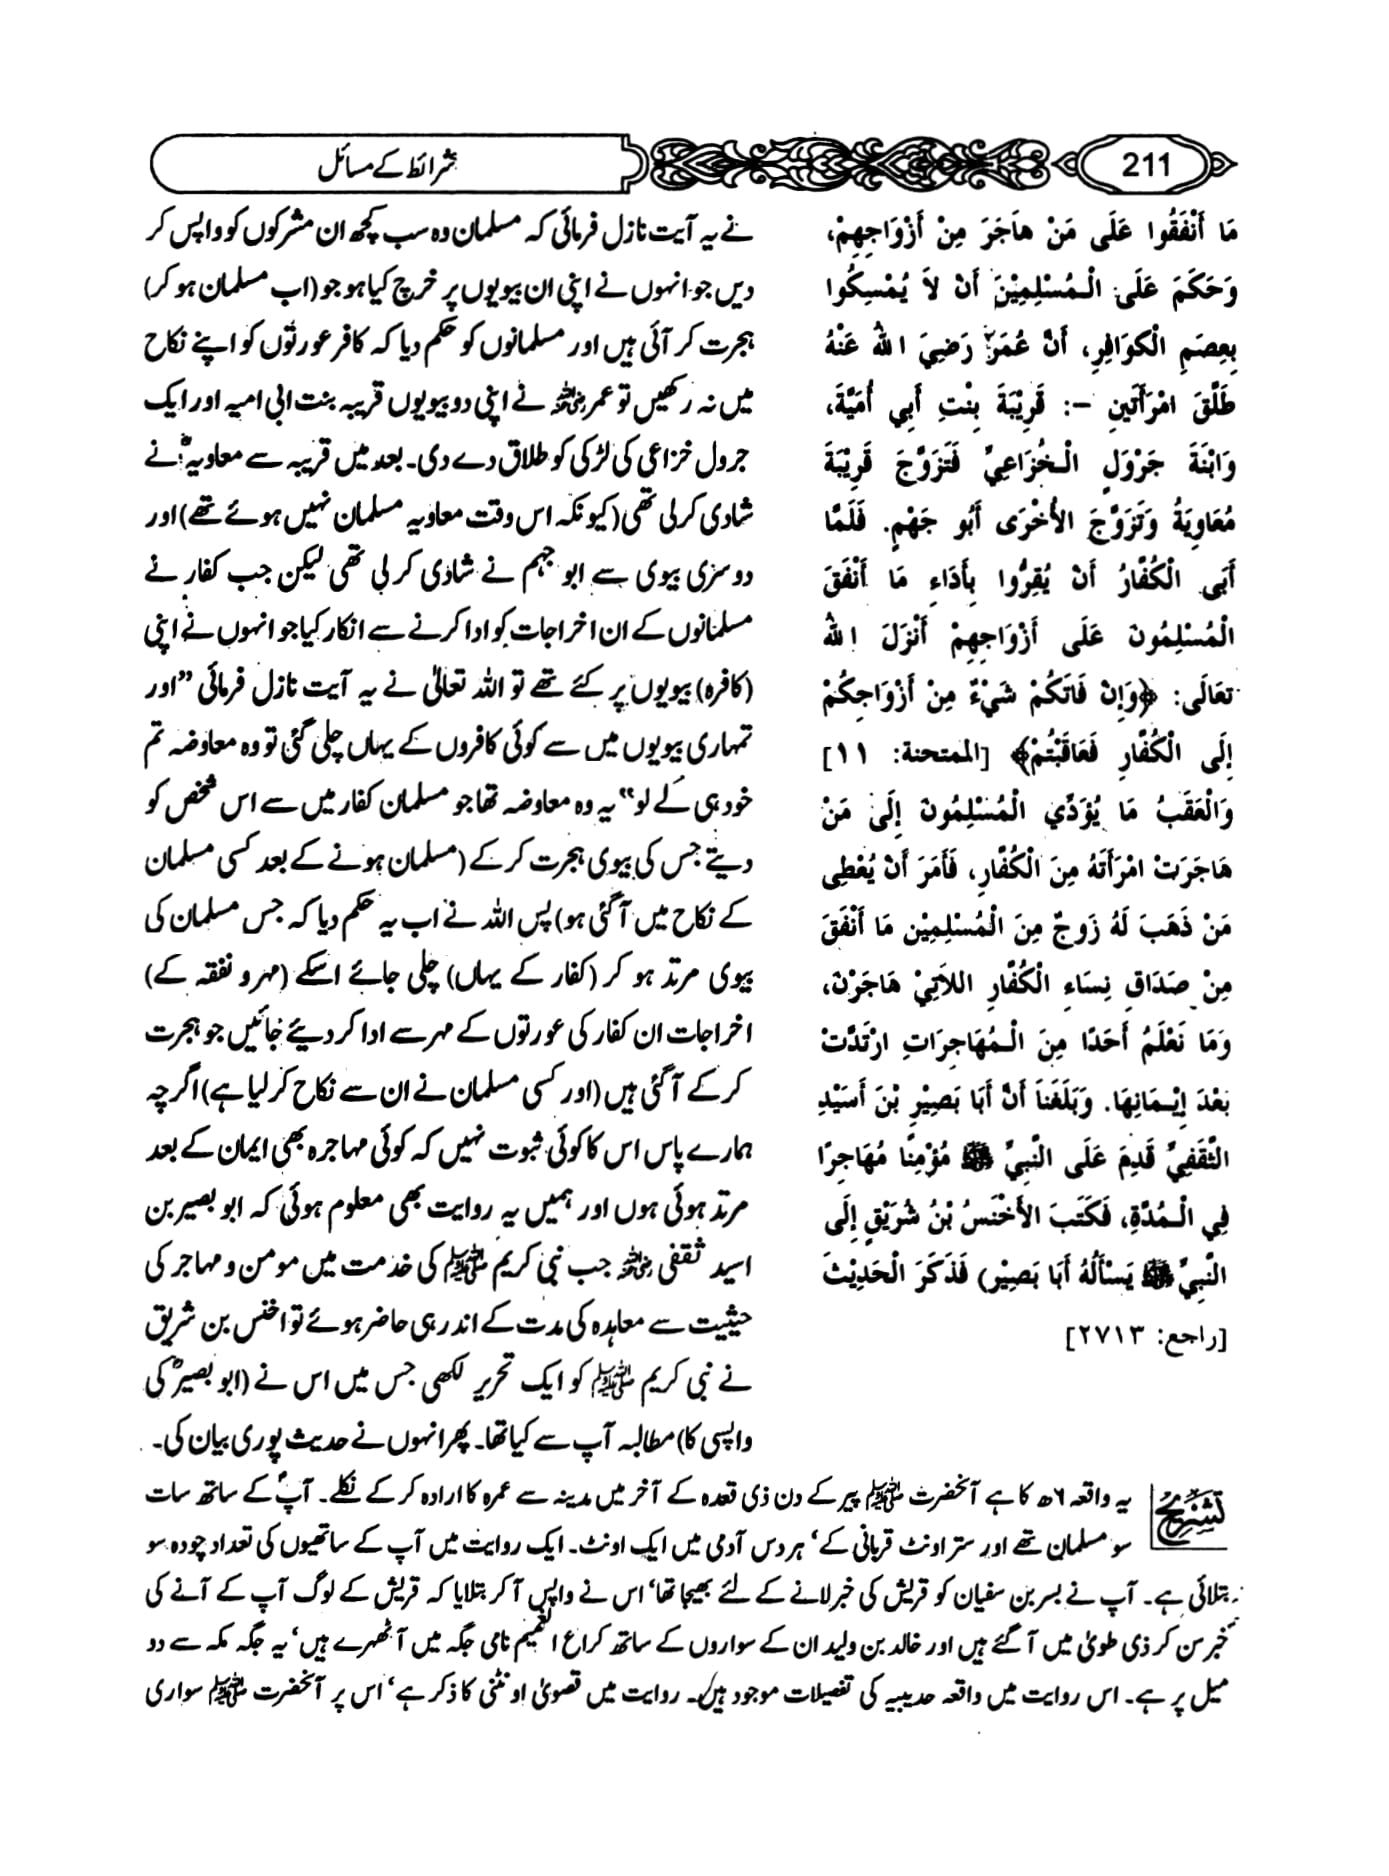 211
شرائط کے مسائل
مَا أَنْفَقُوا عَلَى مَنْ هاَجَرَ مِنْ أَزْوَاجِهِمْ،
وَحَكَمَ عَلَى الْـمُسْلِمِيْنَ أَنْ لاَ يُمْسِكُوا
بِعِصَمِ الْكوَافِرِ، أَنَّ عُمَرَ رَضِيَ اللهُ عَنْهُ
طَلَّقَ امْرَأَتَينِ –: قَرِيْبَةَ بِنْتِ أَبِي أُمَيَّةَ،
وَابْنَةَ جَرْوَلٍ الْـخُزَاعِيِّ فَتَزَوَّجَ قَرِيْبَةَ
مُعَاوِيَةُ وَتَزَوَّجَ الأُخْرَى أَبُو جَهْمٍ. فَلَمَّا
أَبَى الْكُفَّارُ أَنْ يُقِرُّوا بِأَدَاءِ مَا أَنْفَقَ
الْمُسْلِمُونَ عَلَى أَزْوَاجِهِمْ أَنْزَلَ اللهُ
تعَالَى: ﴿وَإِنْ فَاتَكُمْ شَيْءٌ مِنْ أَزْوَاجِكُمْ
إِلَى الْكُفَّارِ فَعَاقَبْتُمْ﴾ [الممتحنة: ١١]
وَالْعَقَبُ مَا يُؤَدِّي الْمُسْلِمُونَ إِلَى مَنْ
هَاجَرَتْ امْرَأَتَهُ مِنَ الْكُفَّارِ، فَأَمَرَ أَنْ يُعْطِى
مَنْ ذَهَبَ لَهُ زَوجٌ مِنَ الْمُسْلِمِيْن مَا أَنْفَقَ
مِنْ صَدَاقِ نِسَاءِ الْكُفَّارِ اللاَّتِيْ هَاجَرْنَ،
وَمَا نَعْلَمُ أَحَدًا مِنَ الْـمُهَاجِرَاتِ ارْتَدَّتْ
بَعْدَ إِيْـمَانِهَا. وَبَلَغَنَا أَنَّ أَبَا بَصِيْرِ بْنَ أَسَيْدٍ
الثَّقَفِيِّ قَدِمَ عَلَى النَّبِيِّ ﷺ مُؤْمِنًا مُهَاجِرًا
فِي الْـمُدَّةِ، فَكَتَبَ الأَخْنَسُ بْنُ شُرَيْقٍ إِلَى
النَّبِيِّ ﷺ يَسْأَلُهُ أَبَا بَصِيْرٍ) فَذَكَرَ الْحَدِيْثَ
[راجع: ٢٧١٣]
نے یہ آیت نازل فرمائی کہ مسلمان وہ سب کچھ ان مشرکوں کو واپس کر
دیں جو انہوں نے اپنی ان بیویوں پر خرچ کیا ہو جو (اب مسلمان ہو کر)
ہجرت کر آئی ہیں اور مسلمانوں کو حکم دیا کہ کافر عورتوں کو اپنے نکاح
میں نہ رکھیں تو عمر رضی اللہ عنہ نے اپنی دو بیویوں قریبہ بنت ابی امیہ اور ایک
جرول خزاعی کی لڑکی کو طلاق دے دی۔ بعد میں قریبہ سے معاویہؓ نے
شادی کر لی تھی (کیونکہ اس وقت معاویہ مسلمان نہیں ہوئے تھے) اور
دوسری بیوی سے ابو جہم نے شادی کر لی تھی لیکن جب کفار نے
مسلمانوں کے ان اخراجات کو ادا کرنے سے انکار کیا جو انہوں نے اپنی
(کافرہ) بیویوں پر کئے تھے تو اللہ تعالیٰ نے یہ آیت نازل فرمائی ”اور
تمہاری بیویوں میں سے کوئی کافروں کے یہاں چلی گئی تو وہ معاوضہ تم
خود ہی لے لو“ یہ وہ معاوضہ تھا جو مسلمان کفار میں سے اس شخص کو
دیتے جس کی بیوی ہجرت کر کے (مسلمان ہونے کے بعد کسی مسلمان
کے نکاح میں آ گئی ہو) پس اللہ نے اب یہ حکم دیا کہ جس مسلمان کی
بیوی مرتد ہو کر (کفار کے یہاں) چلی جائے اسکے (مہر و نفقہ کے)
اخراجات ان کفار کی عورتوں کے مہر سے ادا کر دیئے جائیں جو ہجرت
کر کے آ گئی ہیں (اور کسی مسلمان نے ان سے نکاح کر لیا ہے) اگرچہ
ہمارے پاس اس کا کوئی ثبوت نہیں کہ کوئی مہاجرہ بھی ایمان کے بعد
مرتد ہوئی ہوں اور ہمیں یہ روایت بھی معلوم ہوئی کہ ابو بصیر بن
اسید ثقفی رضی اللہ عنہ جب نبی کریم ﷺ کی خدمت میں مومن و مہاجر کی
حیثیت سے معاہدہ کی مدت کے اندر ہی حاضر ہوئے تو اخنس بن شریق
نے نبی کریم ﷺ کو ایک تحریر لکھی جس میں اس نے (ابو بصیرؓ کی
واپسی کا) مطالبہ آپ سے کیا تھا۔ پھر انہوں نے حدیث پوری بیان کی۔
تشریح یہ واقعہ ۶ھ کا ہے آنحضرت ﷺ پیر کے دن ذی قعدہ کے آخر میں مدینہ سے عمرہ کا ارادہ کر کے نکلے۔ آپؐ کے ساتھ سات
سو مسلمان تھے اور ستر اونٹ قربانی کے‘ ہر دس آدمی میں ایک اونٹ۔ ایک روایت میں آپ کے ساتھیوں کی تعداد چودہ سو
بتلائی ہے۔ آپ نے بسر بن سفیان کو قریش کی خبر لانے کے لئے بھیجا تھا‘ اس نے واپس آ کر بتلایا کہ قریش کے لوگ آپ کے آنے کی
خبر سن کر ذی طویٰ میں آ گئے ہیں اور خالد بن ولید ان کے سواروں کے ساتھ کراع الغمیم نامی جگہ میں آ ٹھہرے ہیں‘ یہ جگہ مکہ سے دو
میل پر ہے۔ اس روایت میں واقعہ حدیبیہ کی تفصیلات موجود ہیں۔ روایت میں قصویٰ اونٹنی کا ذکر ہے‘ اس پر آنحضرت ﷺ سواری